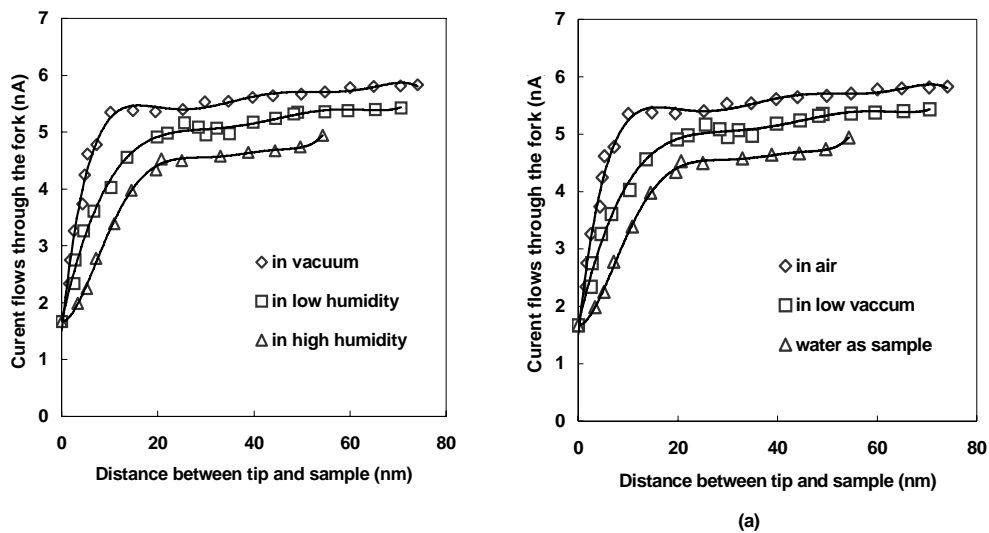 7
6
5
4
3
2
1
0
Curent flows through the fork (nA)
in vacuum
in low humidity
in high humidity
0 20 40 60 80
Distance between tip and sample (nm)
7
6
5
4
3
2
1
0
Curent flows through the fork (nA
in air
in low vaccum
water as sample
0 20 40 60 80
Distance between tip and sample (nm)
(a)